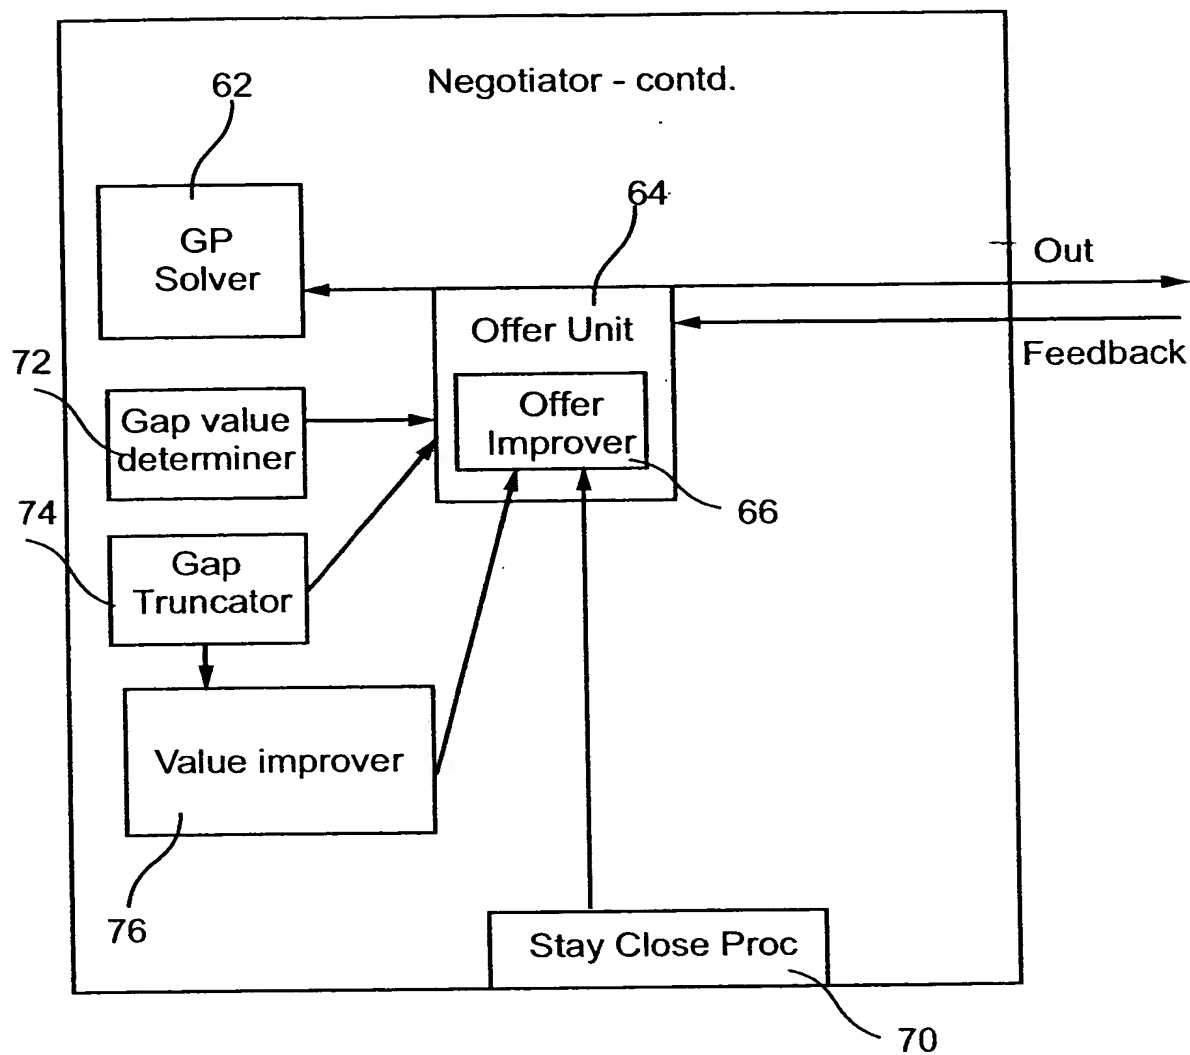 Negotiator - contd.
62
64
GP
Solver
Out
Offer Unit
Feedback
72
Gap value
determiner
Offer
Improver
66
74
Gap
Truncator
Value improver
76
Stay Close Proc
70